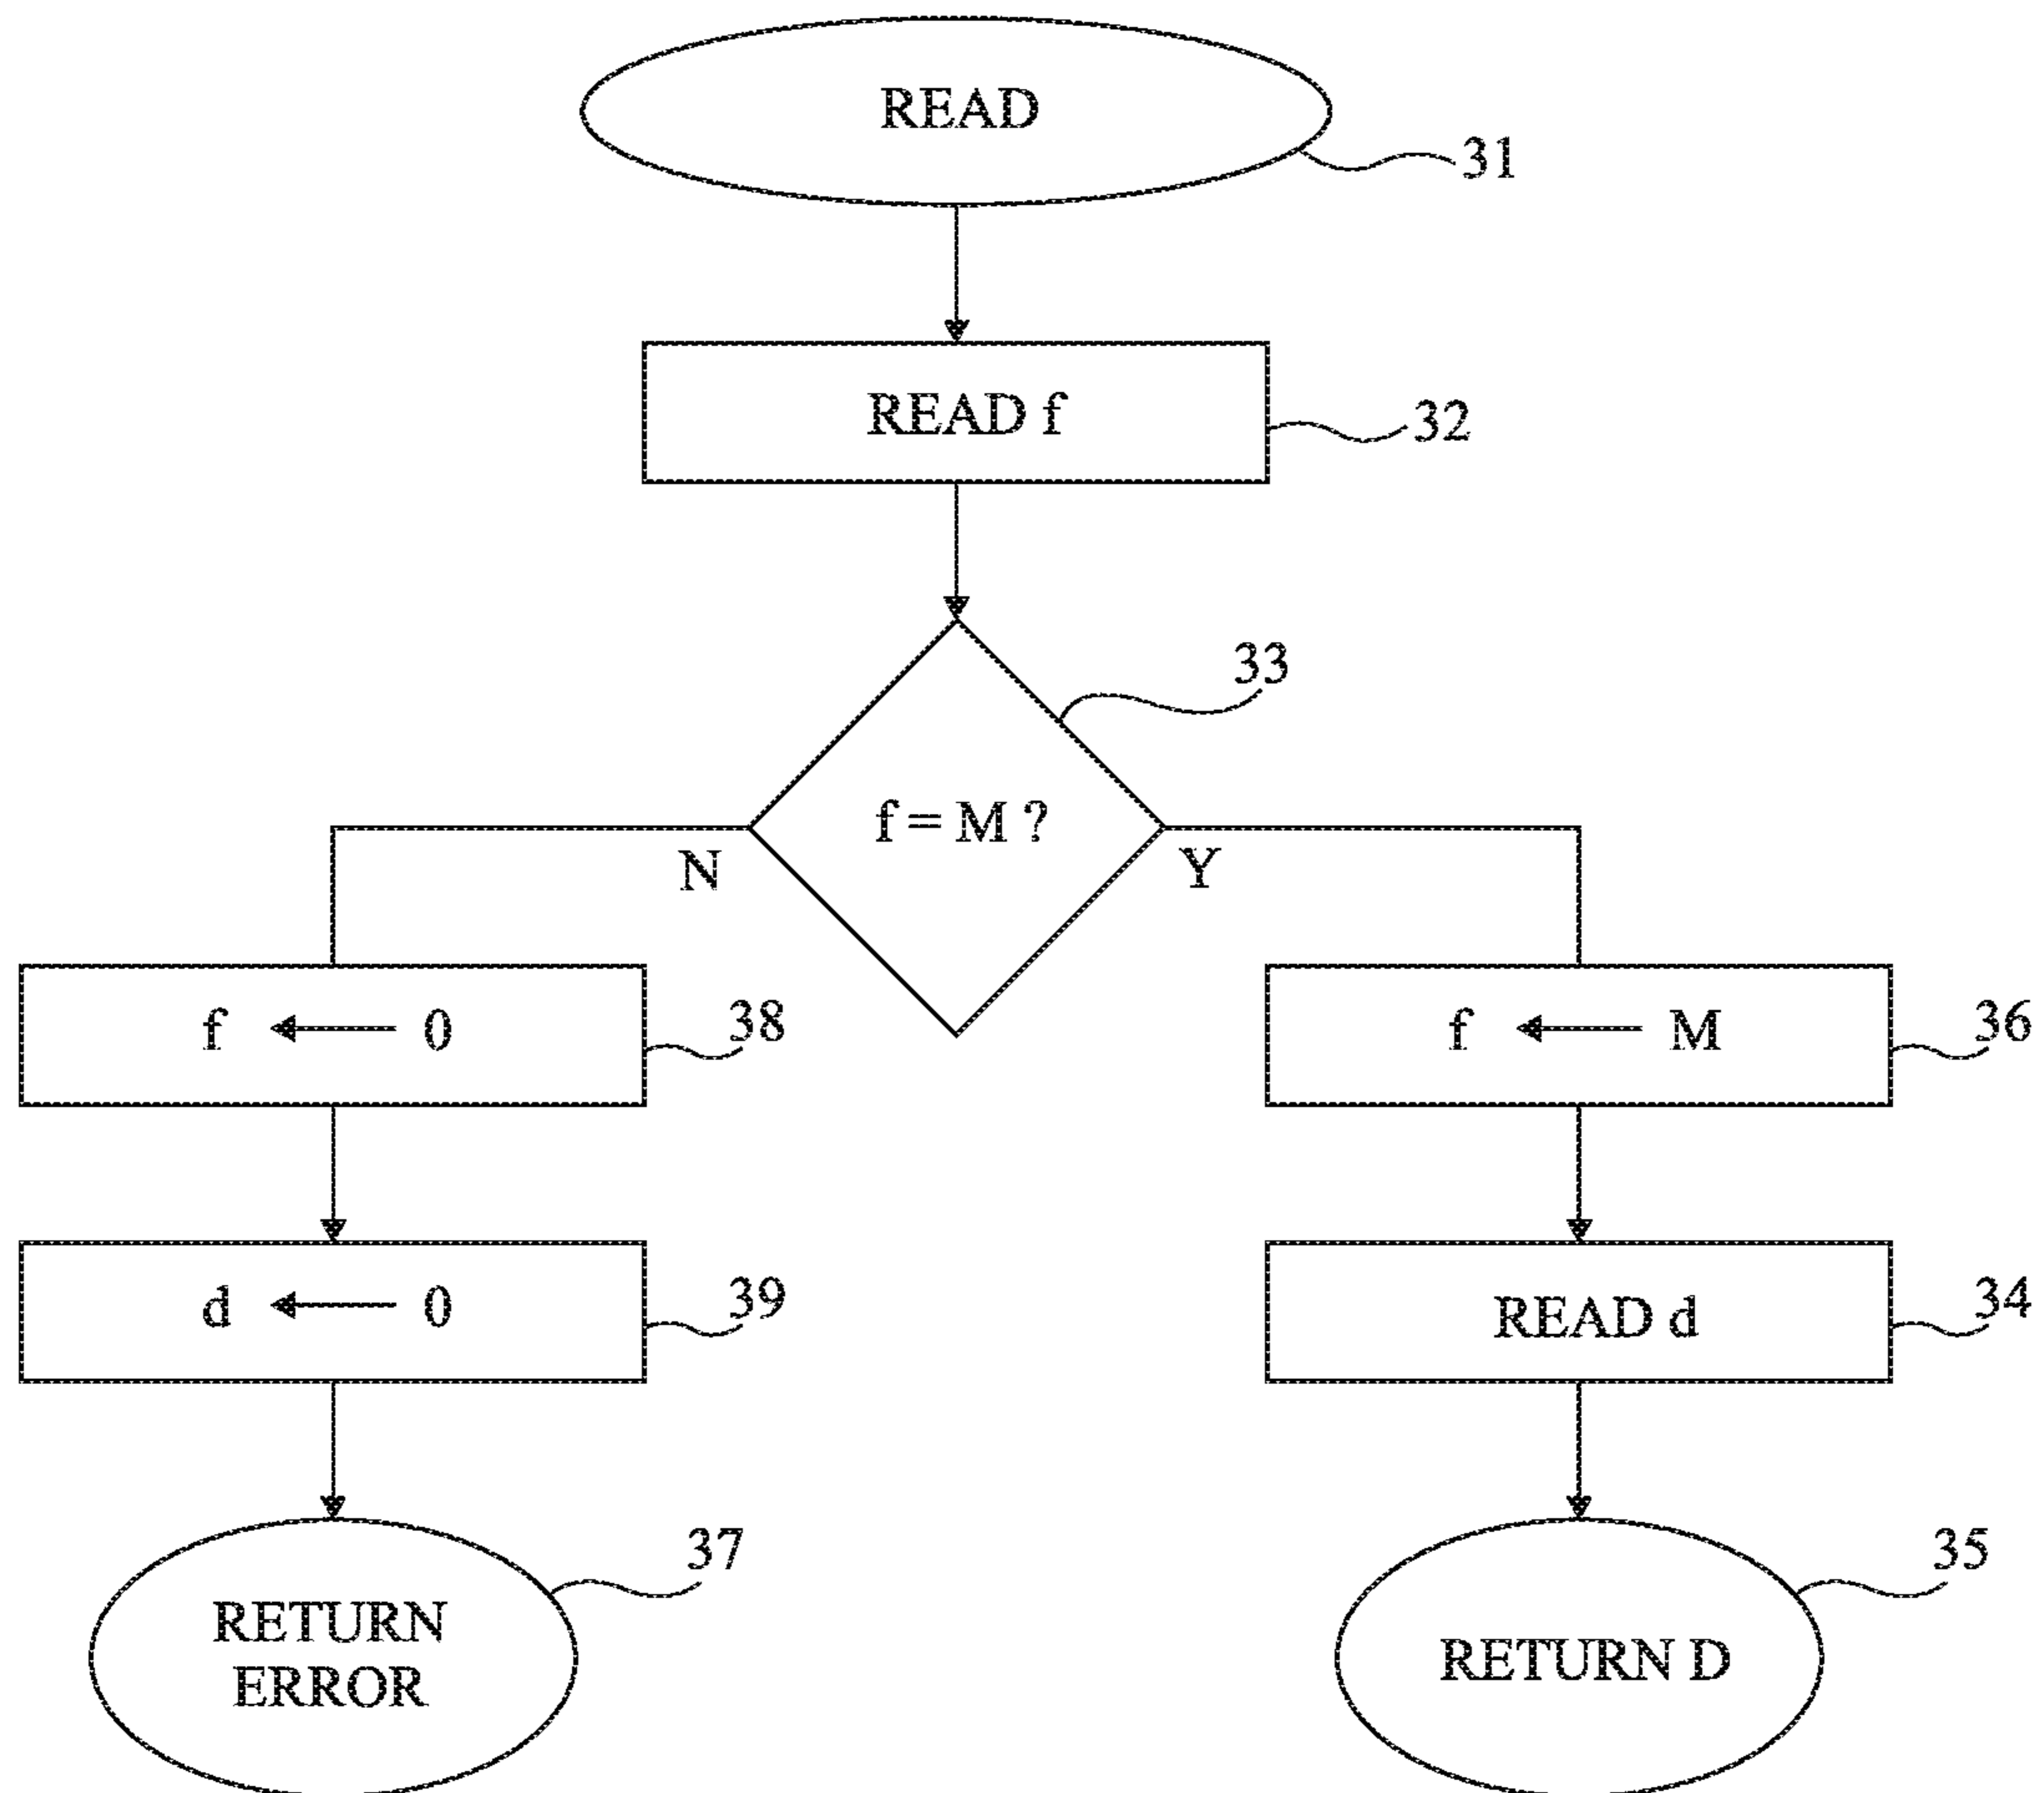 READ
31
READ f
32
33
f = M ?
N
Y
f ← 0
38
f ← M
36
d ← 0
39
READ d
34
RETURN
ERROR
37
RETURN D
35